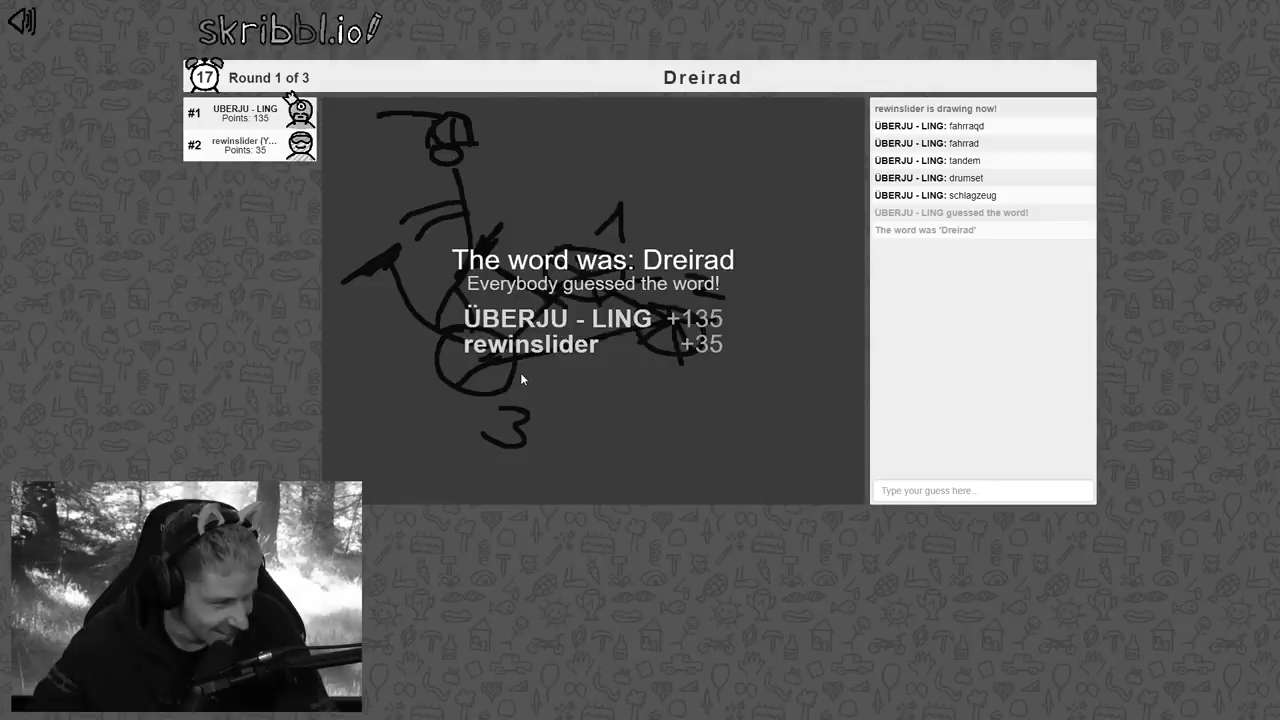 skribbl.io!
17
Round 1 of 3
Dreirad
#1
ÜBERJU - LING
Points: 135
#2
rewinslider (Y...
Points: 35
1
2
3
The word was: Dreirad
Everybody guessed the word!
ÜBERJU - LING +135
rewinslider +35
rewinslider is drawing now!
ÜBERJU - LING: fahrraqd
ÜBERJU - LING: fahrrad
ÜBERJU - LING: tandem
ÜBERJU - LING: drumset
ÜBERJU - LING: schlagzeug
ÜBERJU - LING guessed the word!
The word was 'Dreirad'
Type your guess here...